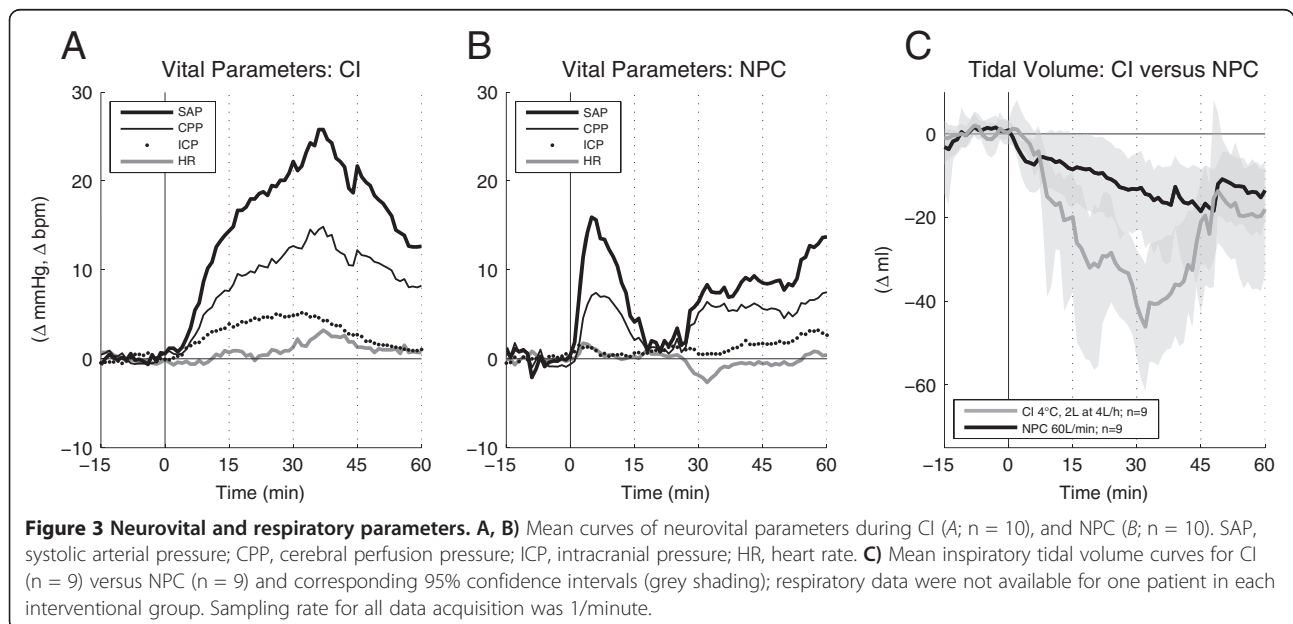 A
Vital Parameters: CI
30
20
10
0
−10
(Δ mmHg, Δ bpm)
SAP
CPP
ICP
HR
−15 0 15 30 45 60
Time (min)
B
Vital Parameters: NPC
30
20
10
0
−10
SAP
CPP
ICP
HR
−15 0 15 30 45 60
Time (min)
C
Tidal Volume: CI versus NPC
0
−20
−40
−60
(Δ ml)
CI 4°C, 2L at 4L/h; n=9
NPC 60L/min; n=9
−15 0 15 30 45 60
Time (min)
Figure 3 Neurovital and respiratory parameters. A, B) Mean curves of neurovital parameters during CI (A; n = 10), and NPC (B; n = 10). SAP,
systolic arterial pressure; CPP, cerebral perfusion pressure; ICP, intracranial pressure; HR, heart rate. C) Mean inspiratory tidal volume curves for CI
(n = 9) versus NPC (n = 9) and corresponding 95% confidence intervals (grey shading); respiratory data were not available for one patient in each
interventional group. Sampling rate for all data acquisition was 1/minute.